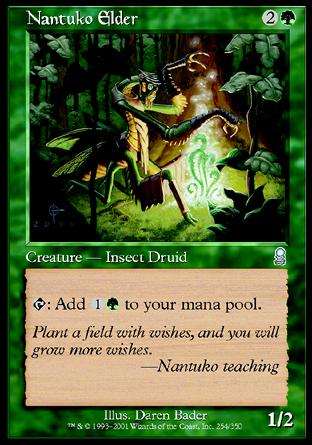 Nantuko Elder 2
Creature — Insect Druid
: Add 1 to your mana pool.
Plant a field with wishes, and you will
grow more wishes.
—Nantuko teaching
1/2
Illus. Daren Bader
™ & © 1993–2001 Wizards of the Coast, Inc. 254/350